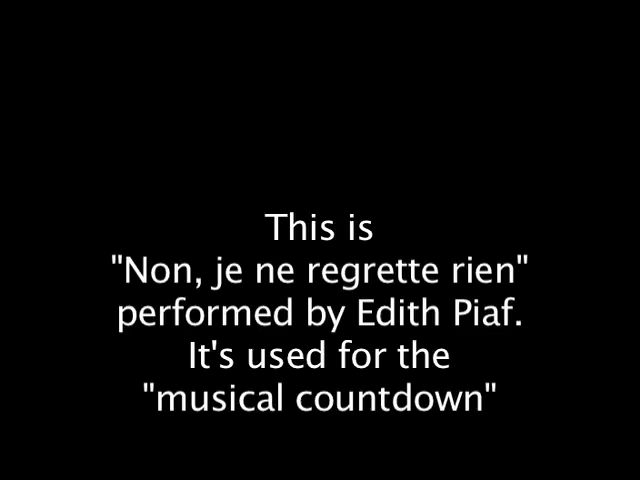 This is
"Non, je ne regrette rien"
performed by Edith Piaf.
It's used for the
"musical countdown"